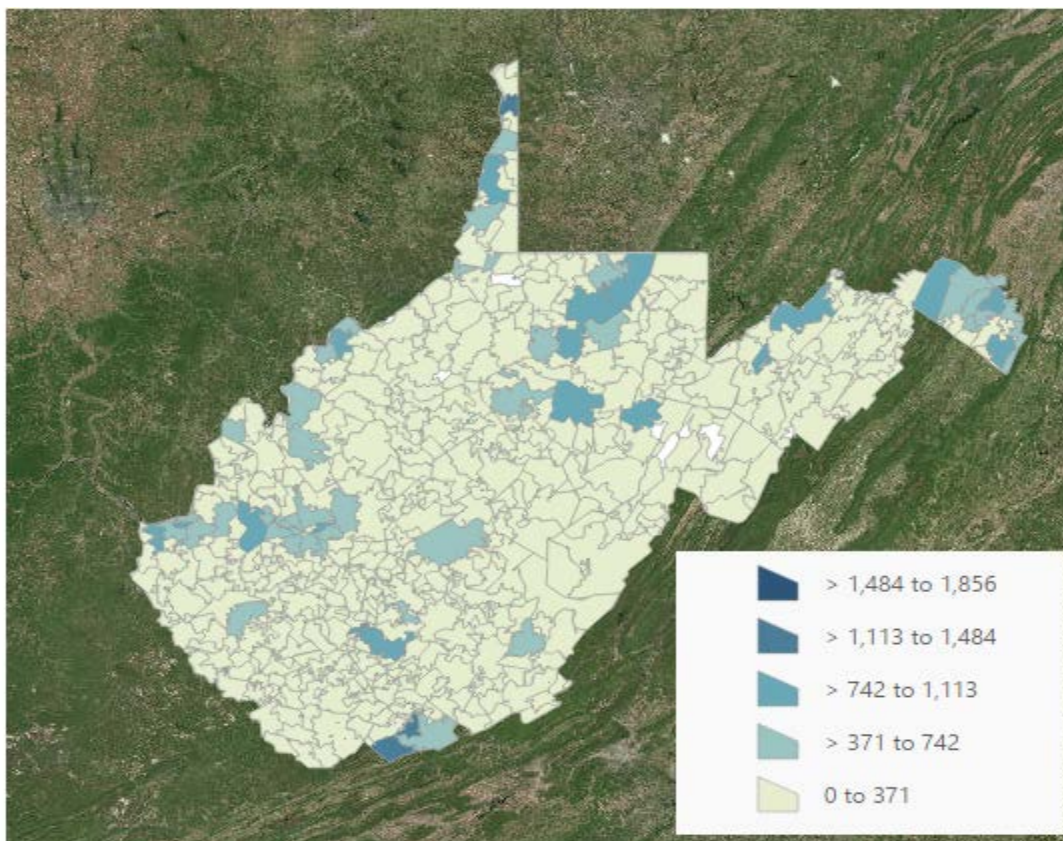 > 1,484 to 1,856
> 1,113 to 1,484
> 742 to 1,113
> 371 to 742
0 to 371